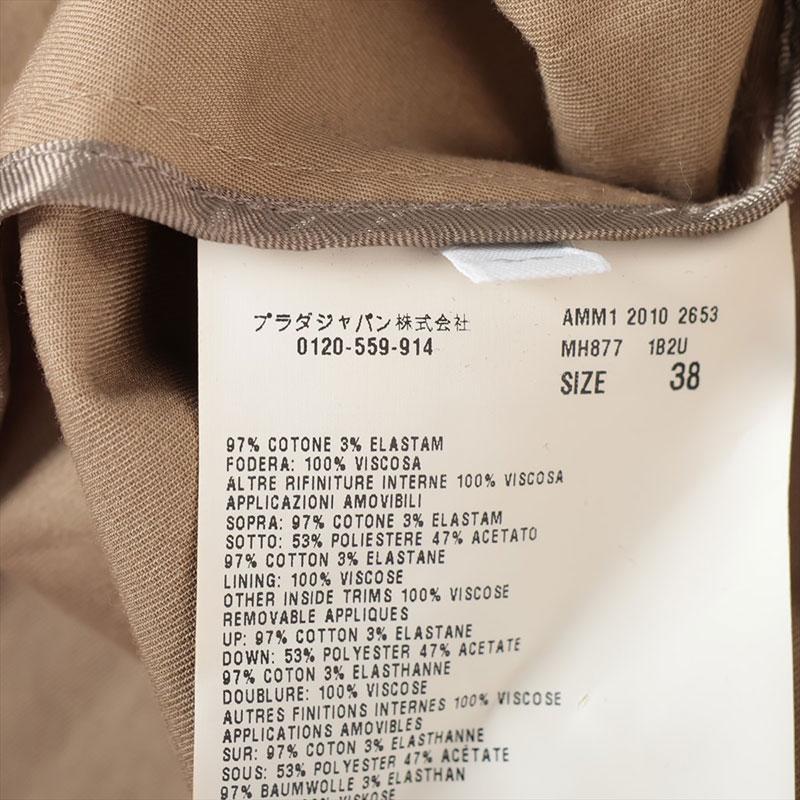 プラダジャパン株式会社
0120-559-914
AMM1 2010 2653
MH877 1B2U
SIZE 38
97% COTONE 3% ELASTAM
FODERA: 100% VISCOSA
ALTRE RIFINITURE INTERNE 100% VISCOSA
APPLICAZIONI AMOVIBILI
SOPRA: 97% COTONE 3% ELASTAM
SOTTO: 53% POLIESTERE 47% ACETATO
97% COTTON 3% ELASTANE
LINING: 100% VISCOSE
OTHER INSIDE TRIMS 100% VISCOSE
REMOVABLE APPLIQUES
UP: 97% COTTON 3% ELASTANE
DOWN: 53% POLYESTER 47% ACETATE
97% COTON 3% ELASTHANNE
DOUBLURE: 100% VISCOSE
AUTRES FINITIONS INTERNES 100% VISCOSE
APPLICATIONS AMOVIBLES
SUR: 97% COTON 3% ELASTHANNE
SOUS: 53% POLYESTER 47% ACÉTATE
97% BAUMWOLLE 3% ELASTHAN
VISKOSE